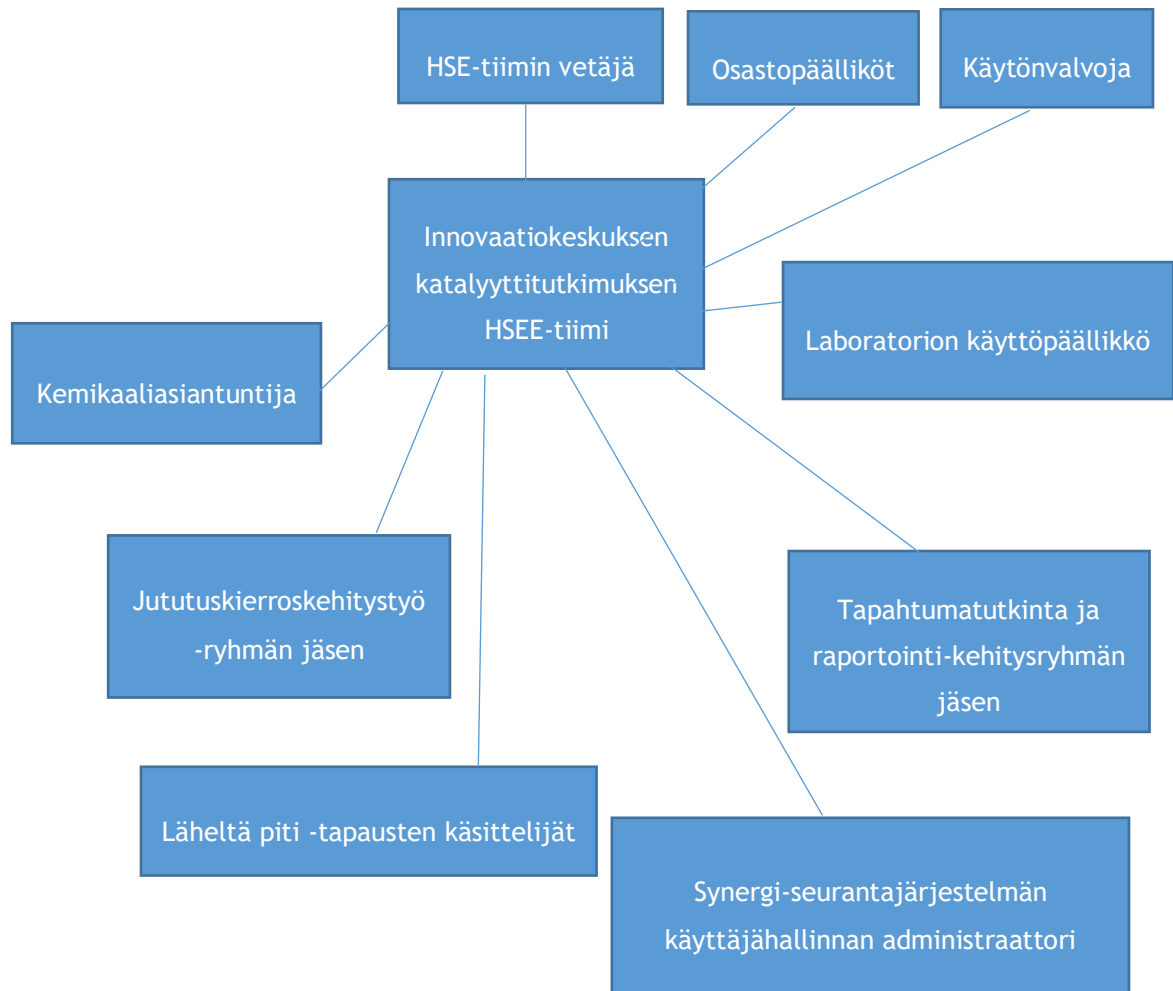 HSE-tiimin vetäjä
Osastopäälliköt
Käytönvalvoja
Innovaatiokeskuksen
katalyyttitutkimuksen
HSEE-tiimi
Laboratorion käyttöpäällikkö
Kemikaaliasiantuntija
Jututuskierroskehitystyö
-ryhmän jäsen
Tapahtumatutkinta ja
raportointi-kehitysryhmän
jäsen
Läheltä piti -tapausten käsittelijät
Synergi-seurantajärjestelmän
käyttäjähallinnan administraattori